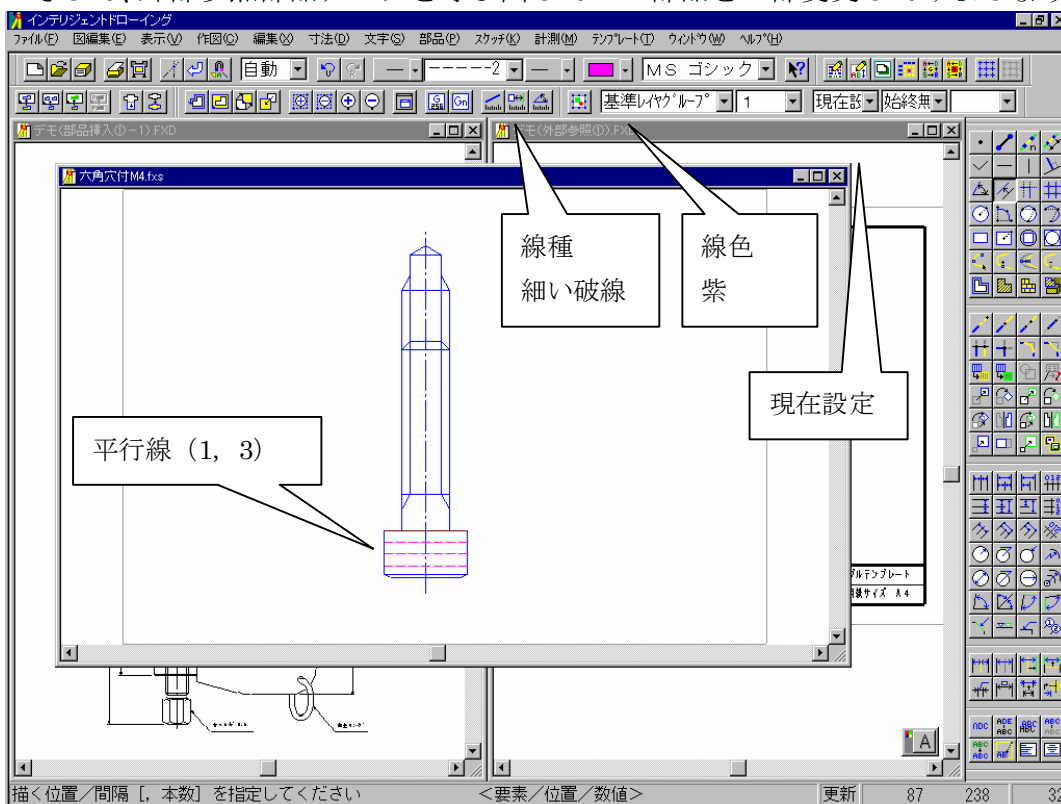 インテリジェントドローイング
ファイル(F) 図編集(E) 表示(V) 作図(C) 編集(X) 寸法(D) 文字(S) 部品(P) スケッチ(K) 計測(M) テンプレート(T) ウィンドウ(W) ヘルプ(H)
自動
-----2
MS ゴシック
基準レイヤグループ
1
始終無
デモ(部品挿入①-1).FXD
デモ(外部参照①).FXD
六角穴付M4.fxs
線種
細い破線
線色
紫
現在設定
平行線（1, 3）
用紙サイズ A4
A
描く位置／間隔［, 本数］を指定してください
<要素／位置／数値>
更新
87
238